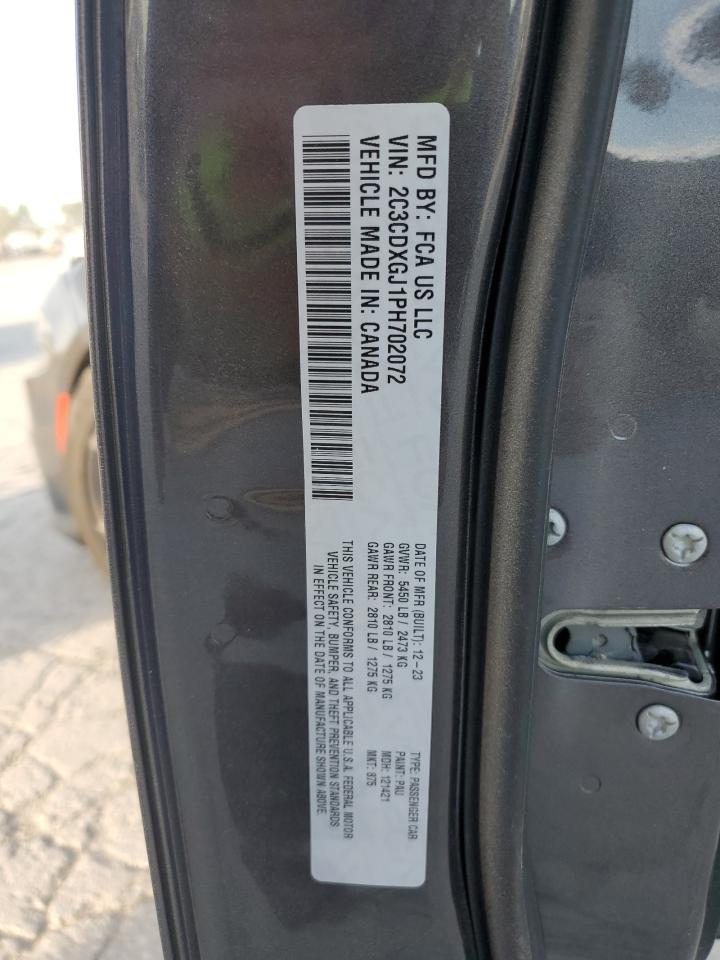 MFD BY: FCA US LLC
VIN: 2C3CDXGJ1PH702072
VEHICLE MADE IN: CANADA
DATE OF MFR (BUILT): 12-23
GVWR: 5450 LB / 2473 KG
GAWR FRONT: 2810 LB / 1275 KG
GAWR REAR: 2810 LB / 1275 KG
TYPE: PASSENGER CAR
PAINT: PAU
MDH: 121421
MKT: 875
THIS VEHICLE CONFORMS TO ALL APPLICABLE U.S.A. FEDERAL MOTOR
VEHICLE SAFETY, BUMPER, AND THEFT PREVENTION STANDARDS
IN EFFECT ON THE DATE OF MANUFACTURE SHOWN ABOVE.